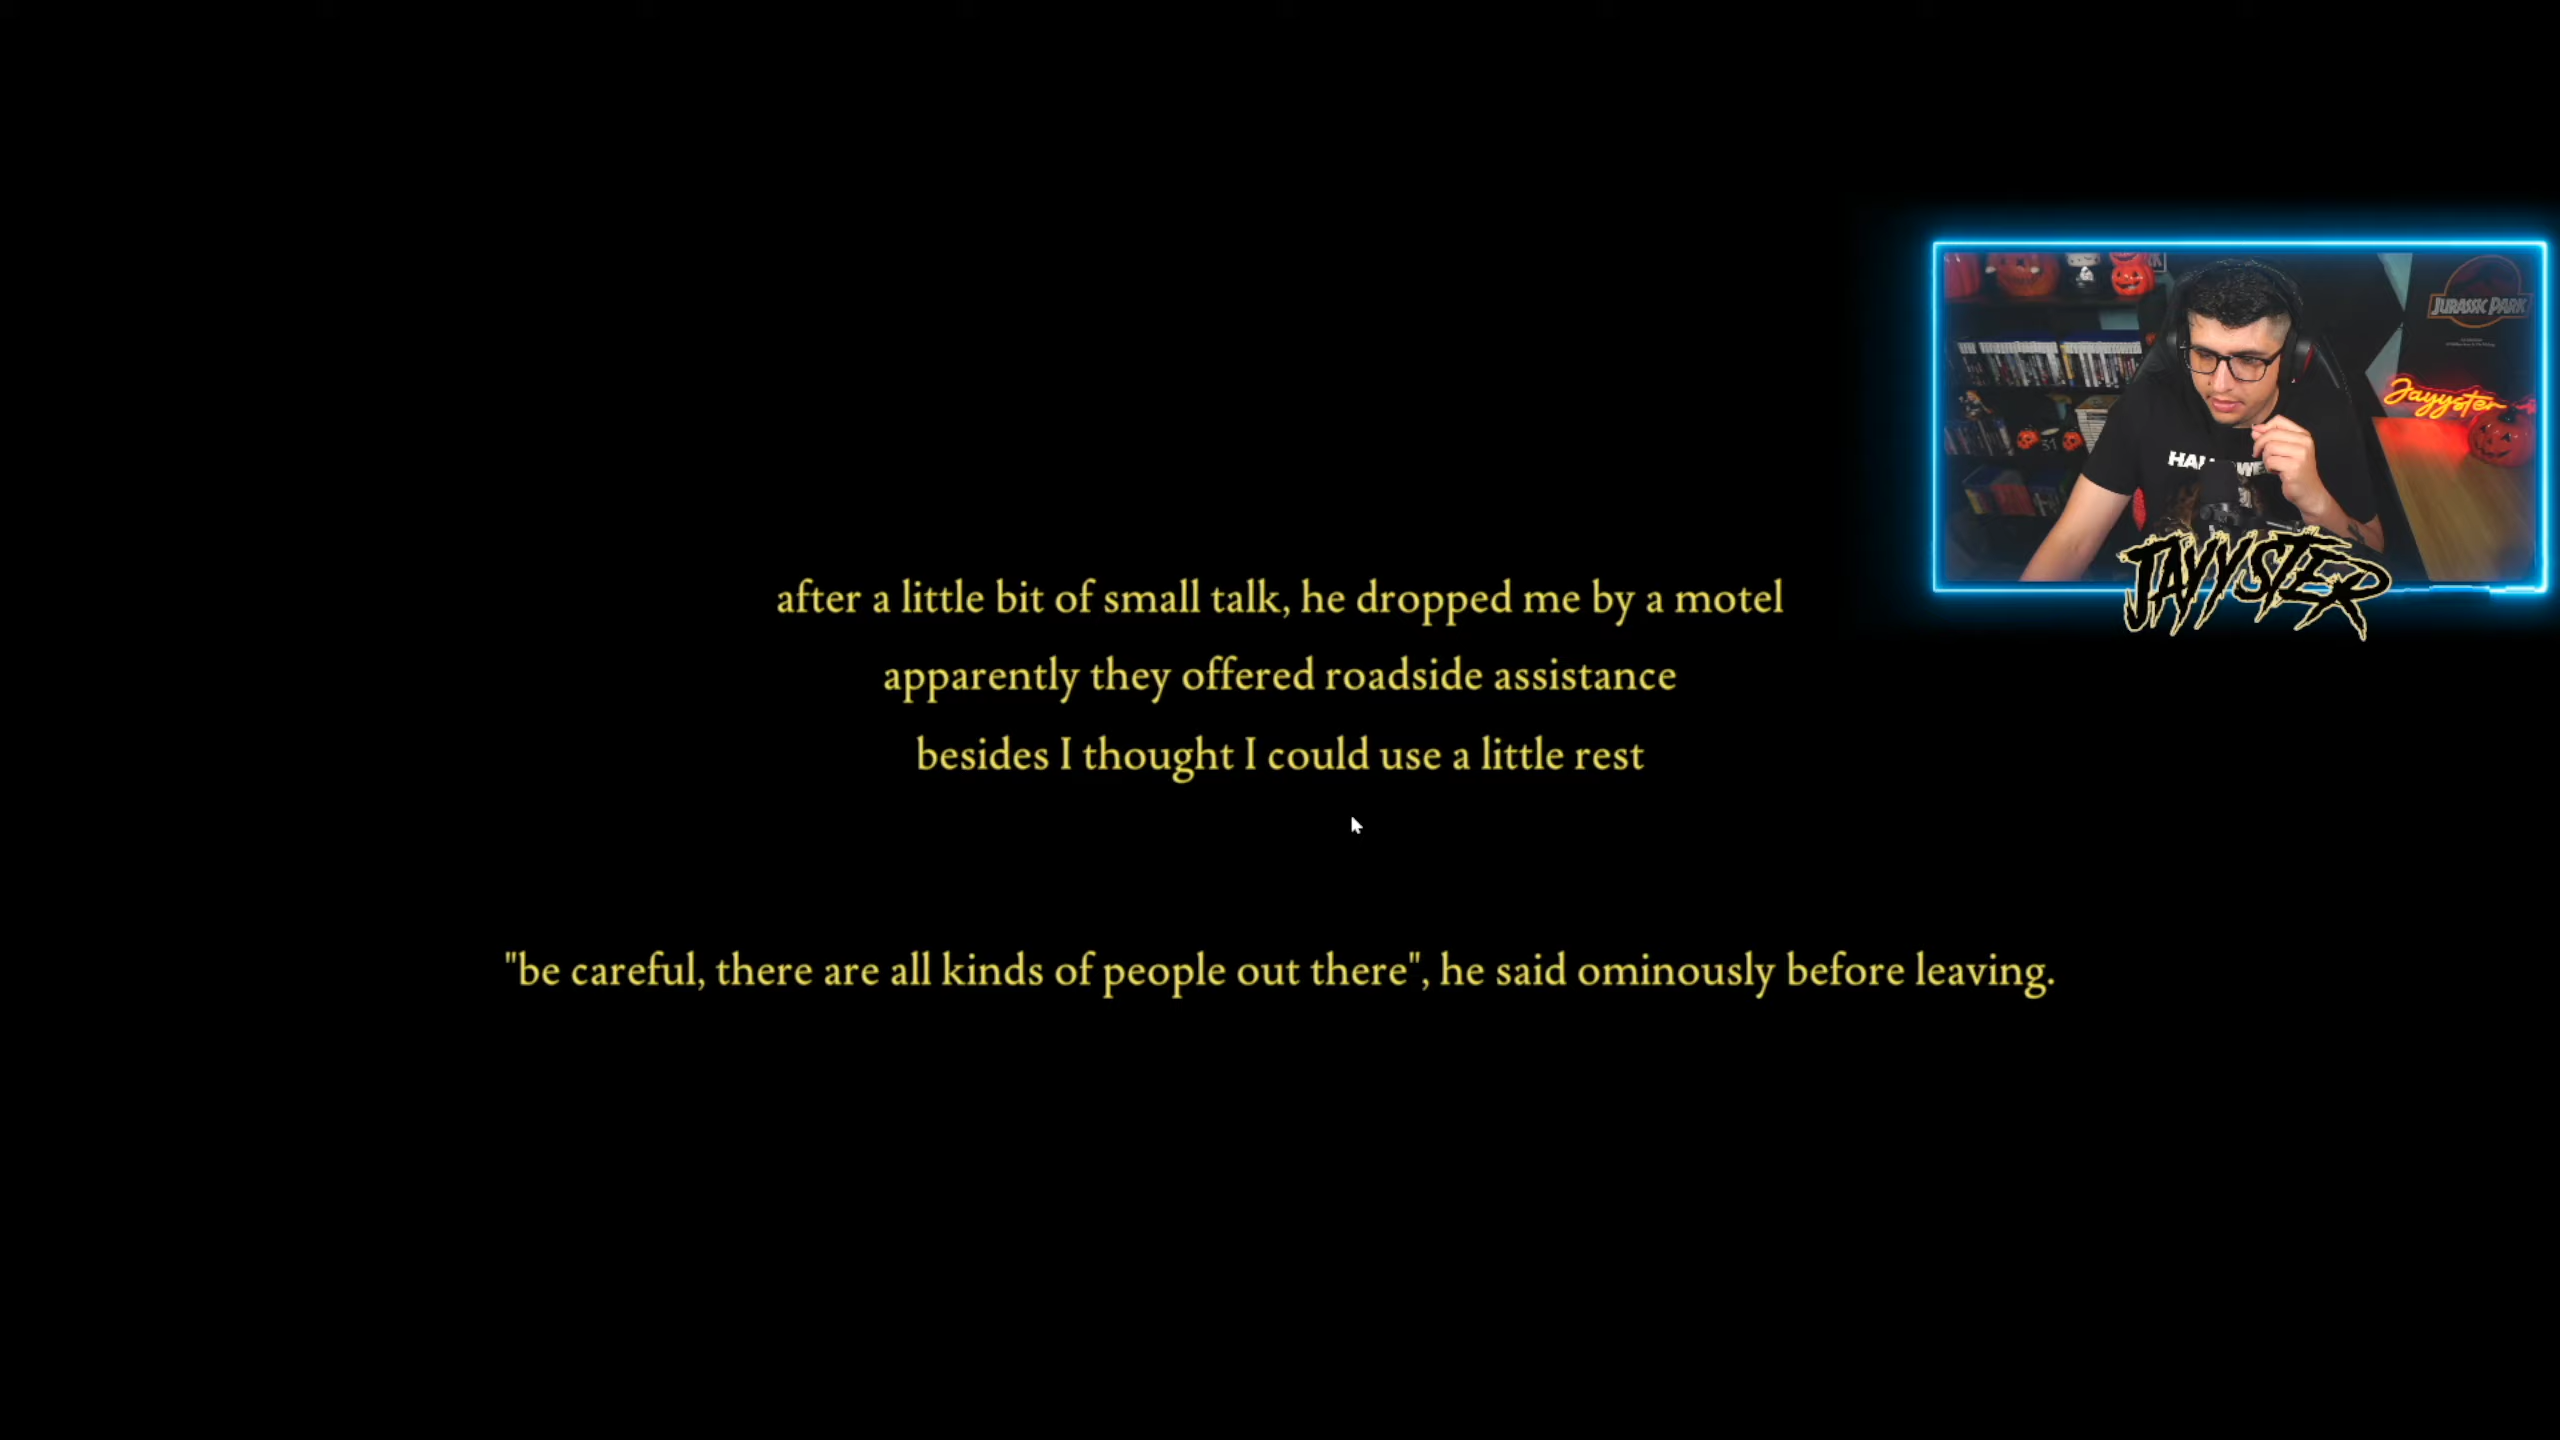 JURASSIC PARK
Jayyster
31
JAYYSTER
after a little bit of small talk, he dropped me by a motel
apparently they offered roadside assistance
besides I thought I could use a little rest
"be careful, there are all kinds of people out there", he said ominously before leaving.